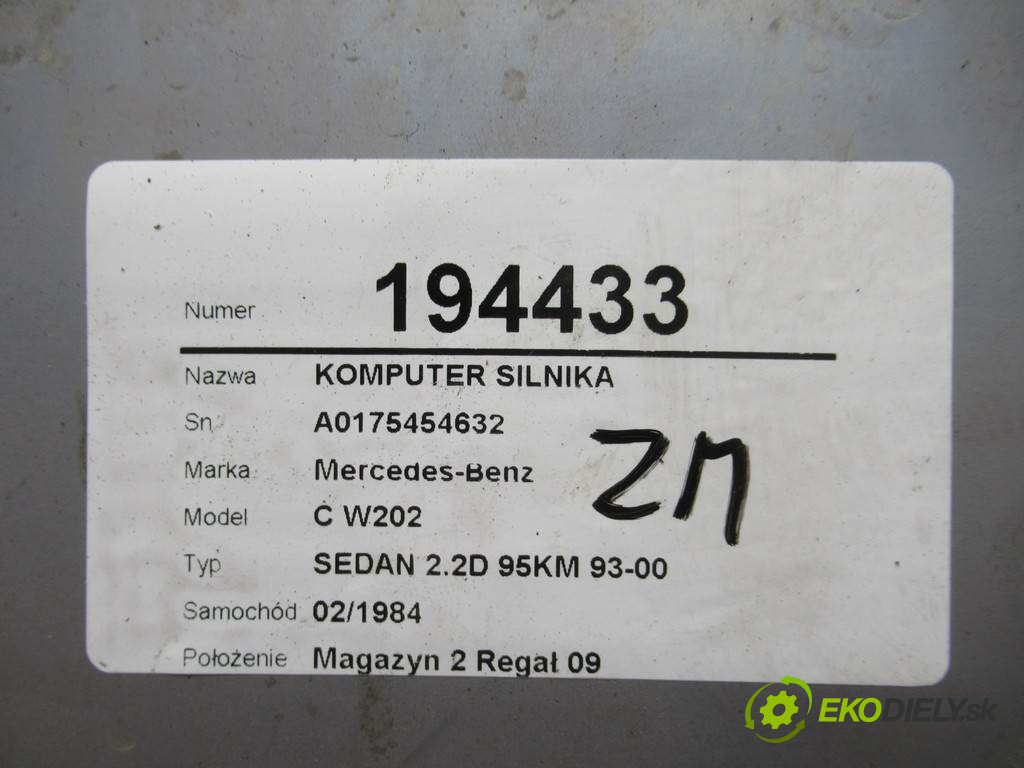 Numer 194433
Nazwa KOMPUTER SILNIKA
Sn A0175454632
Marka Mercedes-Benz
Model C W202
Typ SEDAN 2.2D 95KM 93-00
Samochód 02/1984
Położenie Magazyn 2 Regał 09
ZM
EKODIELY.sk